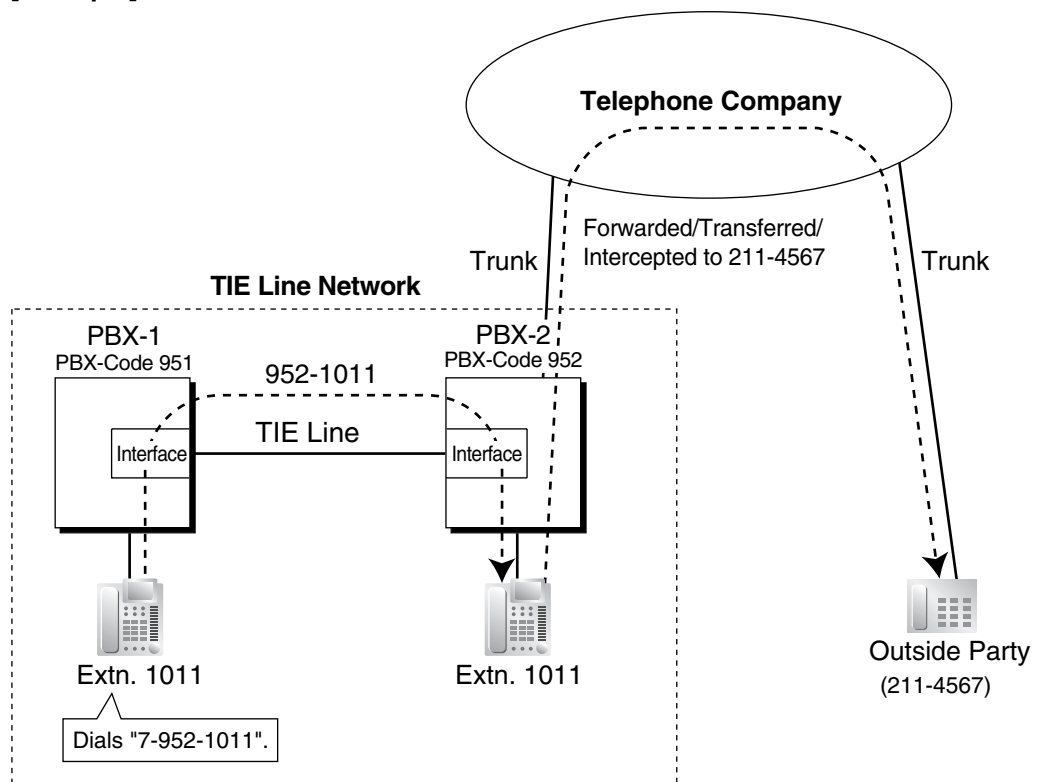 Telephone Company
Forwarded/Transferred/
Intercepted to 211-4567
Trunk
Trunk
TIE Line Network
PBX-1
PBX-Code 951
PBX-2
PBX-Code 952
952-1011
TIE Line
Interface
Interface
Extn. 1011
Extn. 1011
Outside Party
(211-4567)
Dials "7-952-1011".